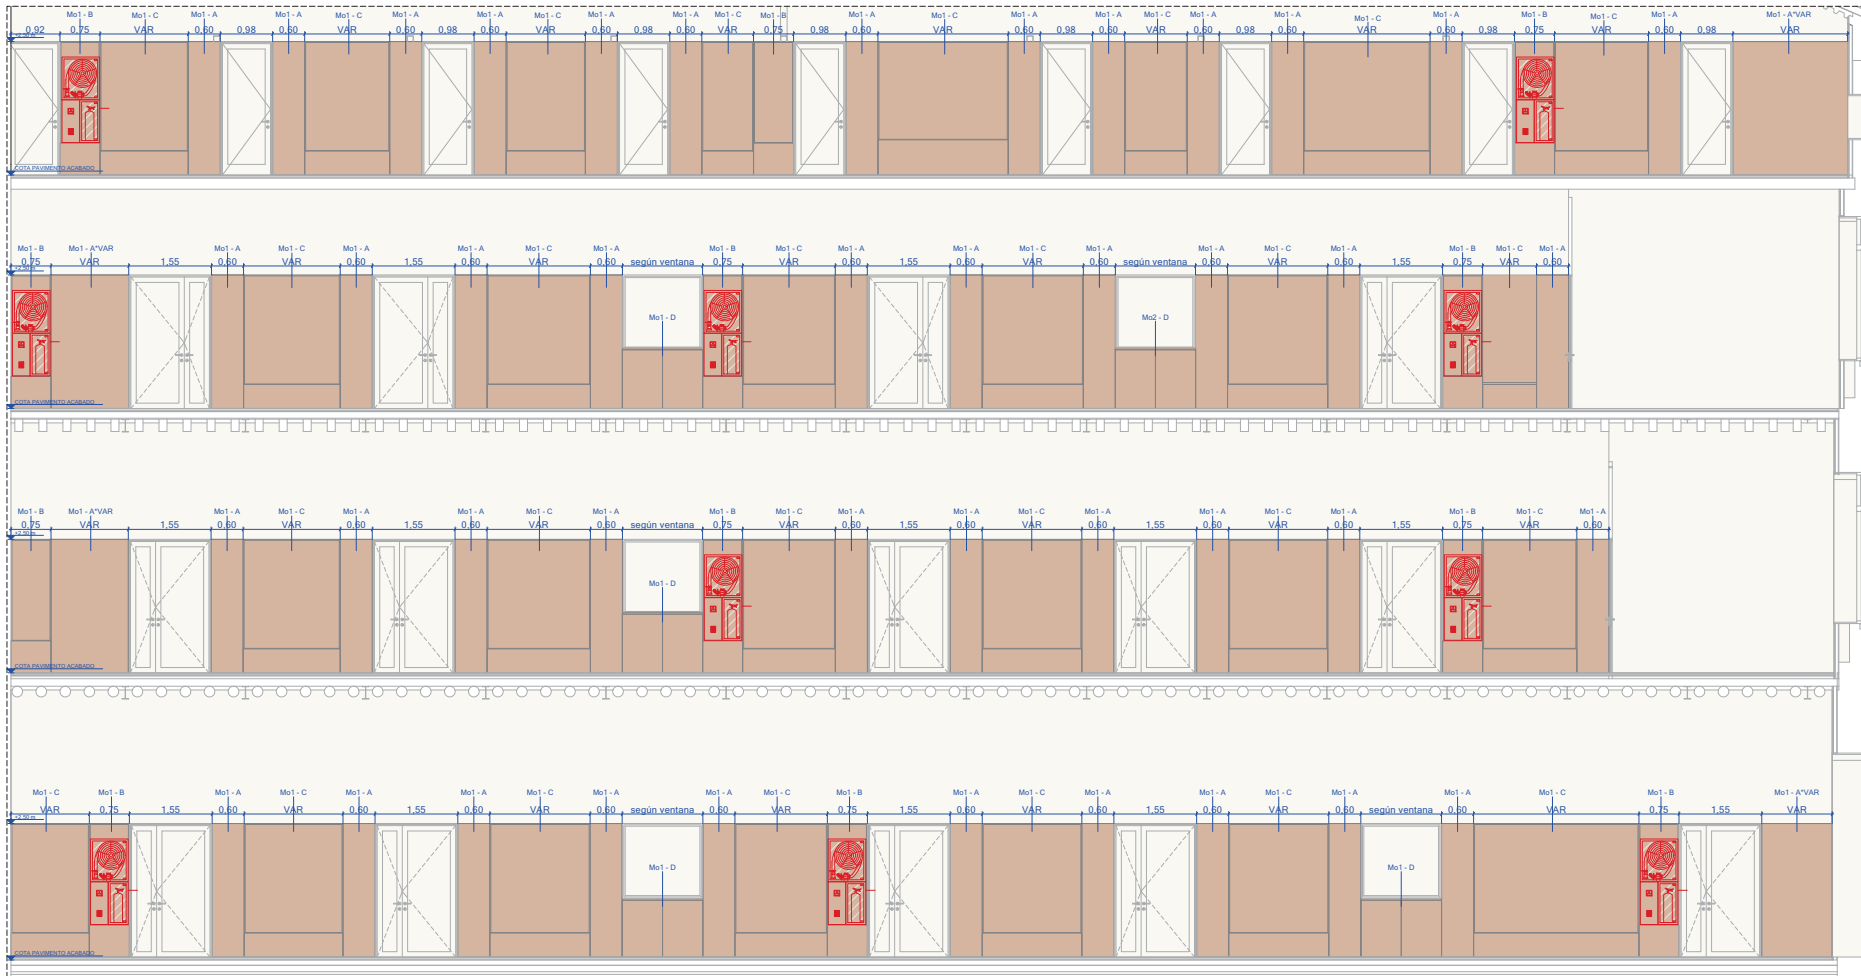 Mo1 - B Mo1 - C Mo1 - A Mo1 - A Mo1 - C Mo1 - A Mo1 - A Mo1 - C Mo1 - A Mo1 - A Mo1 - C Mo1 - B Mo1 - A Mo1 - C Mo1 - A Mo1 - A Mo1 - C Mo1 - A Mo1 - A Mo1 - C Mo1 - A Mo1 - B Mo1 - C Mo1 - A Mo1 - A*VAR
0,92 0,75 VAR 0,60 0,98 0,60 VAR 0,60 0,98 0,60 VAR 0,60 0,98 0,60 VAR 0,75 0,98 0,60 VAR 0,60 0,98 0,60 VAR 0,60 0,98 0,60 VAR 0,60 0,98 0,75 VAR 0,60 0,98 VAR
COTA PAVIMENTO ACABADO
Mo1 - B Mo1 - A*VAR Mo1 - A Mo1 - C Mo1 - A Mo1 - A Mo1 - C Mo1 - A Mo1 - B Mo1 - C Mo1 - A Mo1 - A Mo1 - C Mo1 - A Mo1 - A Mo1 - C Mo1 - A Mo1 - B Mo1 - C Mo1 - A
0,75 VAR 1,55 0,60 VAR 0,60 1,55 0,60 VAR 0,60 según ventana 0,75 VAR 0,60 1,55 0,60 VAR 0,60 según ventana 0,60 VAR 0,60 1,55 0,75 VAR 0,60
+2,50 m
Mo1 - D Mo2 - D
COTA PAVIMENTO ACABADO
Mo1 - B Mo1 - A*VAR Mo1 - A Mo1 - C Mo1 - A Mo1 - A Mo1 - C Mo1 - A Mo1 - B Mo1 - C Mo1 - A Mo1 - A Mo1 - C Mo1 - A Mo1 - A Mo1 - C Mo1 - A Mo1 - B Mo1 - C Mo1 - A
0,75 VAR 1,55 0,60 VAR 0,60 1,55 0,60 VAR 0,60 según ventana 0,75 VAR 0,60 1,55 0,60 VAR 0,60 1,55 0,60 VAR 0,60 1,55 0,75 VAR 0,60
+2,50 m
Mo1 - D
COTA PAVIMENTO ACABADO
Mo1 - C Mo1 - B Mo1 - A Mo1 - C Mo1 - A Mo1 - A Mo1 - C Mo1 - A Mo1 - A Mo1 - C Mo1 - B Mo1 - A Mo1 - C Mo1 - A Mo1 - A Mo1 - C Mo1 - A Mo1 - A Mo1 - C Mo1 - B Mo1 - A*VAR
VAR 0,75 1,55 0,60 VAR 0,60 1,55 0,60 VAR 0,60 según ventana 0,60 VAR 0,75 1,55 0,60 VAR 0,60 1,55 0,60 VAR 0,60 según ventana 0,60 VAR 0,75 1,55 VAR
+2,50 m
Mo1 - D Mo1 - D
COTA PAVIMENTO ACABADO